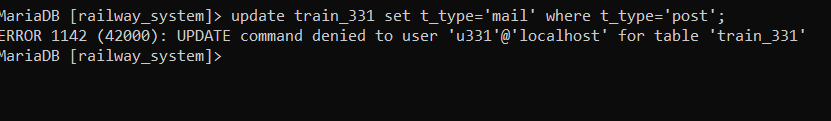 MariaDB [railway_system]> update train_331 set t_type='mail' where t_type='post';
ERROR 1142 (42000): UPDATE command denied to user 'u331'@'localhost' for table 'train_331'
MariaDB [railway_system]>